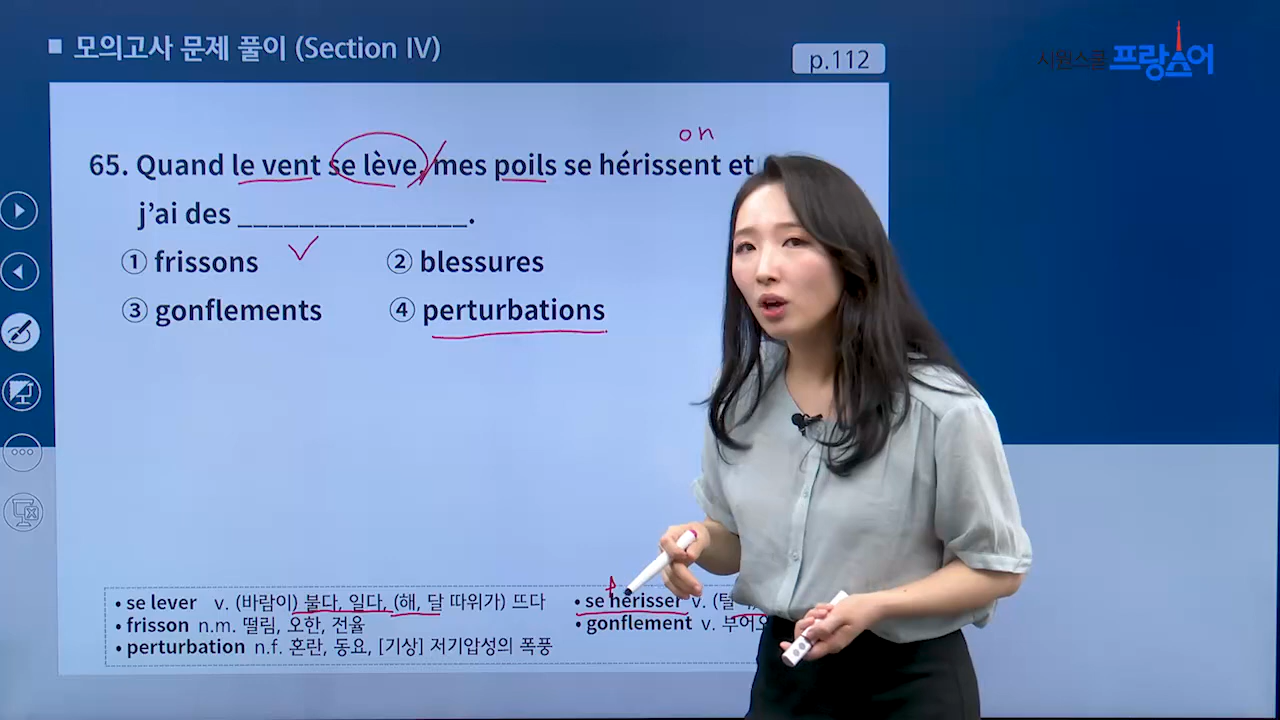 ■ 모의고사 문제 풀이 (Section IV)
p.112
시원스쿨 프랑스어
on
65. Quand le vent se lève, mes poils se hérissent et
j’ai des _______________.
① frissons ② blessures
③ gonflements ④ perturbations
• se lever v. (바람이) 불다, 일다, (해, 달 따위가) 뜨다 • se hérisser v. (털
• frisson n.m. 떨림, 오한, 전율 • gonflement v. 부어오
• perturbation n.f. 혼란, 동요, [기상] 저기압성의 폭풍